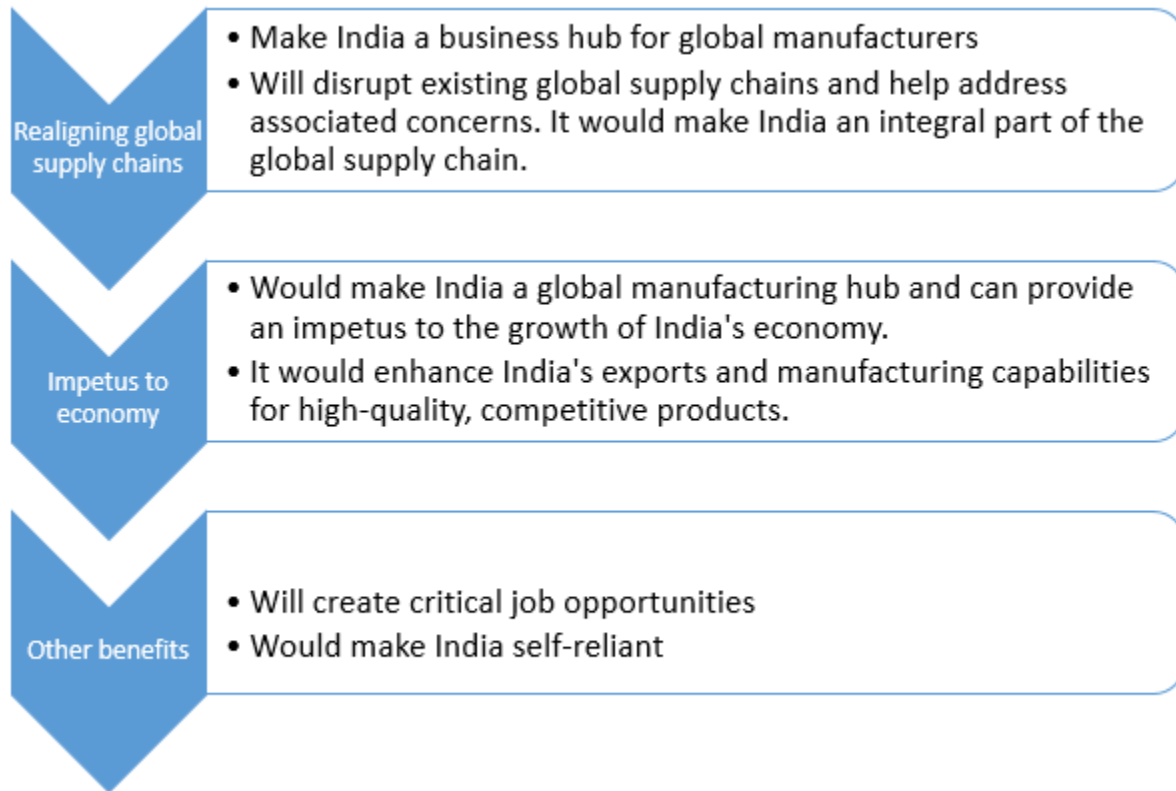 Realigning global
supply chains
• Make India a business hub for global manufacturers
• Will disrupt existing global supply chains and help address
associated concerns. It would make India an integral part of the
global supply chain.
Impetus to
economy
• Would make India a global manufacturing hub and can provide
an impetus to the growth of India's economy.
• It would enhance India's exports and manufacturing capabilities
for high-quality, competitive products.
Other benefits
• Will create critical job opportunities
• Would make India self-reliant